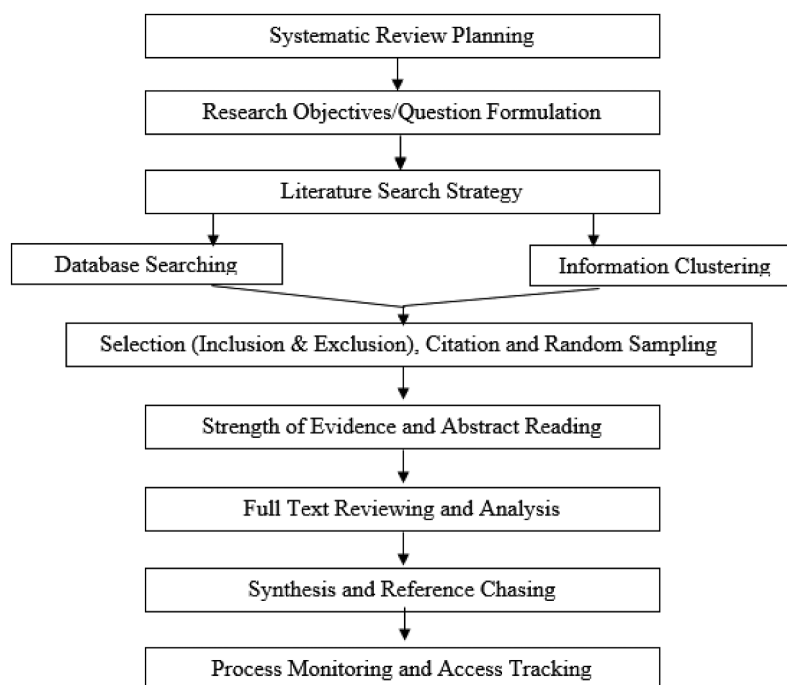 Systematic Review Planning
Research Objectives/Question Formulation
Literature Search Strategy
Database Searching
Information Clustering
Selection (Inclusion & Exclusion), Citation and Random Sampling
Strength of Evidence and Abstract Reading
Full Text Reviewing and Analysis
Synthesis and Reference Chasing
Process Monitoring and Access Tracking